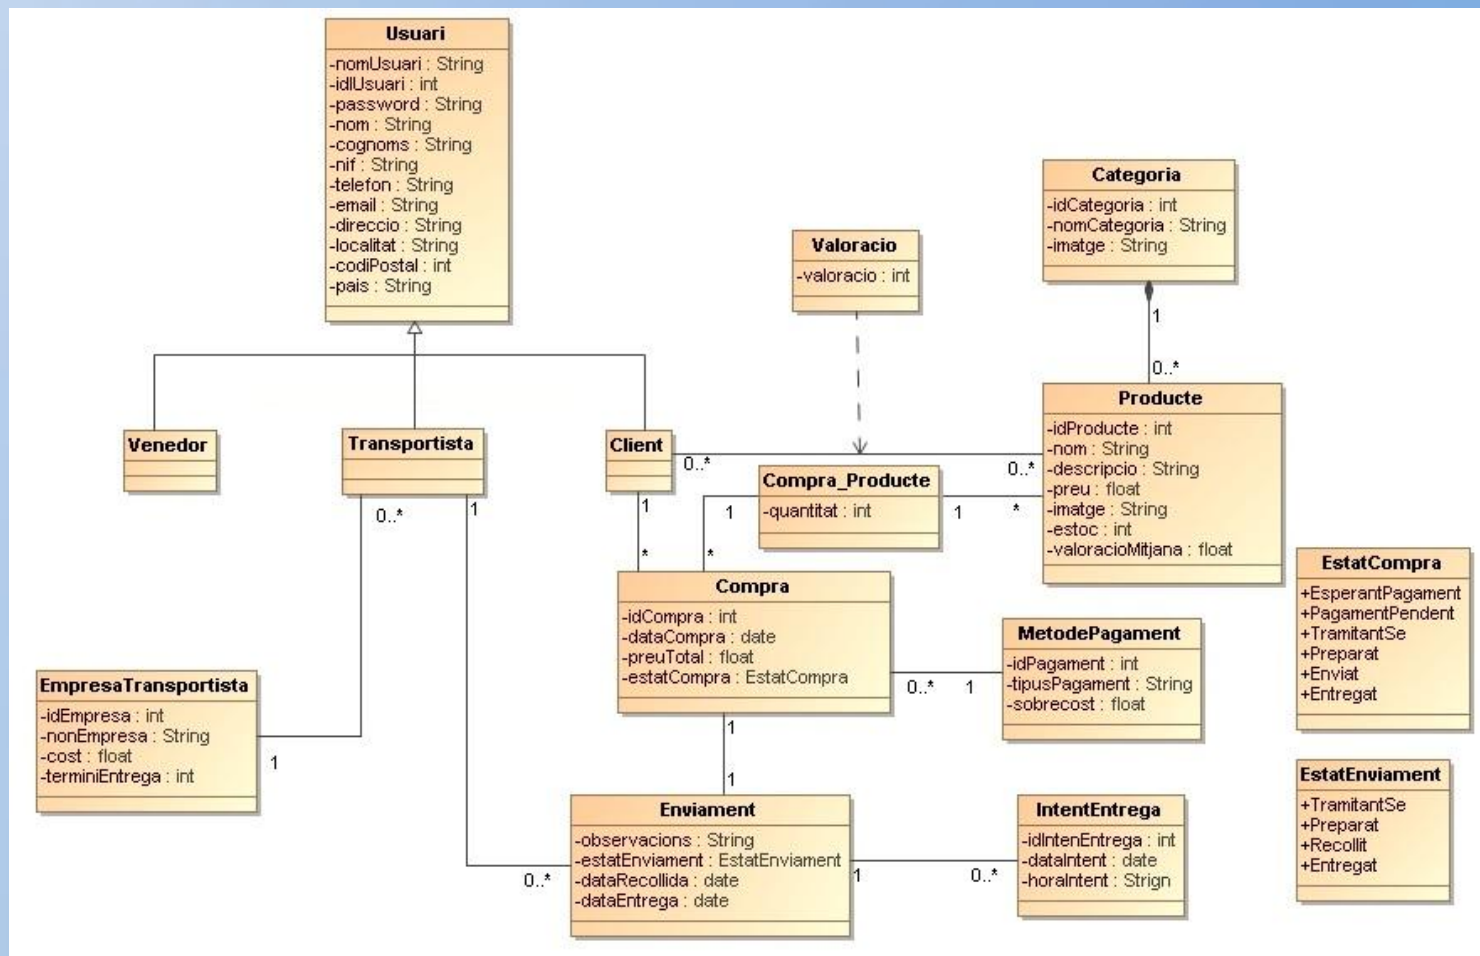 Usuari
-nomUsuari : String
-idlUsuari : int
-password : String
-nom : String
-cognoms : String
-nif : String
-telefon : String
-email : String
-direccio : String
-localitat : String
-codiPostal : int
-pais : String
Categoria
-idCategoria : int
-nomCategoria : String
-imatge : String
Valoracio
-valoracio : int
1
0..*
Venedor
Transportista
Client
Producte
-idProducte : int
-nom : String
-descripcio : String
-preu : float
-imatge : String
-estoc : int
-valoracioMitjana : float
0..*
0..*
Compra_Producte
-quantitat : int
0..*
1
1
1
1
*
*
*
EstatCompra
+EsperantPagament
+PagamentPendent
+TramitantSe
+Preparat
+Enviat
+Entregat
Compra
-idCompra : int
-dataCompra : date
-preuTotal : float
-estatCompra : EstatCompra
MetodePagament
-idPagament : int
-tipusPagament : String
-sobrecost : float
0..*
1
EmpresaTransportista
-idEmpresa : int
-nonEmpresa : String
-cost : float
-terminiEntrega : int
1
1
1
EstatEnviament
+TramitantSe
+Preparat
+Recollit
+Entregat
Enviament
-observacions : String
-estatEnviament : EstatEnviament
-dataRecollida : date
-dataEntrega : date
0..*
1
0..*
IntentEntrega
-idIntenEntrega : int
-dataIntent : date
-horaIntent : Strign